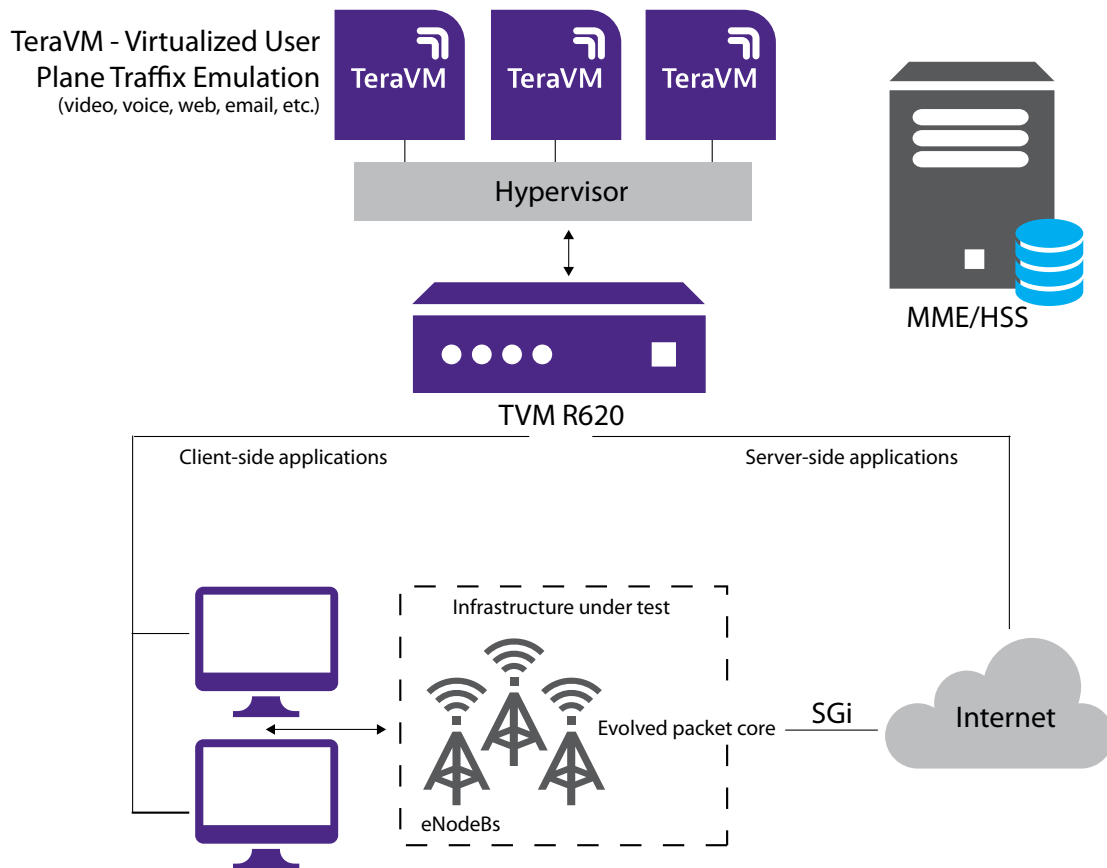 TeraVM - Virtualized User
Plane Traffix Emulation
(video, voice, web, email, etc.)
TeraVM
TeraVM
TeraVM
Hypervisor
MME/HSS
TVM R620
Client-side applications
Server-side applications
Infrastructure under test
Evolved packet core
SGi
Internet
eNodeBs